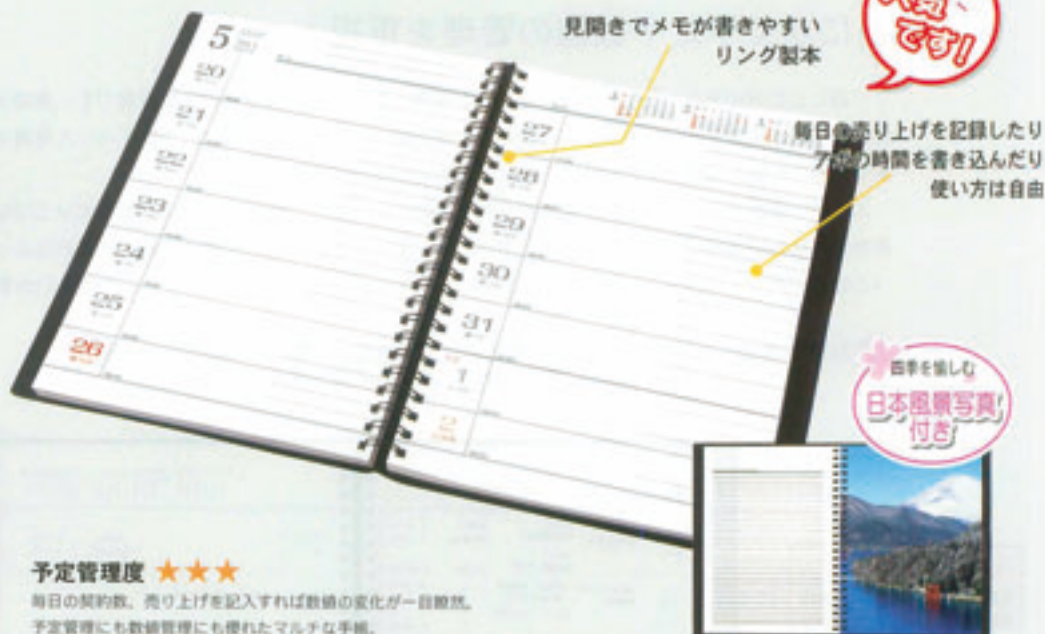 見開きでメモが書きやすい
リング製本
人気
です!
毎日の売り上げを記録したり
アポの時間を書き込んだり
使い方は自由
5
20
21
22
23
24
25
26
27
28
29
30
31
1
2
四季を愉しむ
日本風景写真
付き
予定管理度 ★★★
毎日の契約数、売り上げを記入すれば数値の変化が一目瞭然。
予定管理にも数値管理にも優れたマルチな手帳。